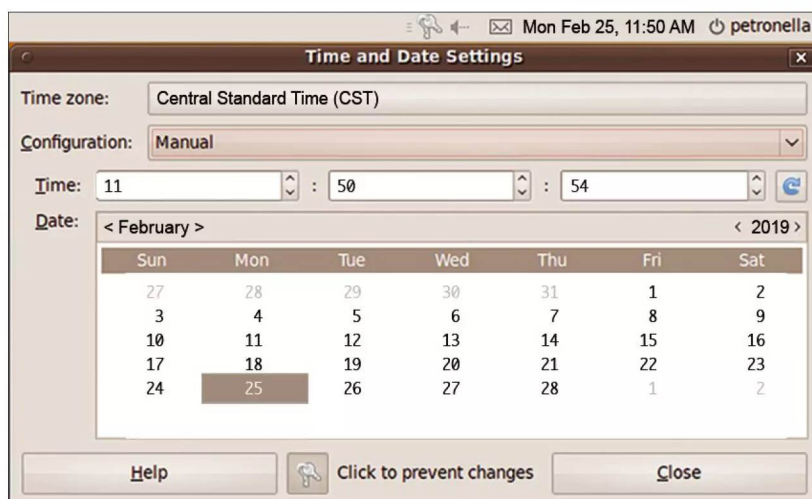 Mon Feb 25, 11:50 AM petronella
Time and Date Settings
Time zone: Central Standard Time (CST)
Configuration: Manual
Time: 11 : 50 : 54
Date: < February > < 2019 >
Sun Mon Tue Wed Thu Fri Sat
27 28 29 30 31 1 2
3 4 5 6 7 8 9
10 11 12 13 14 15 16
17 18 19 20 21 22 23
24 25 26 27 28 1 2
Help Click to prevent changes Close